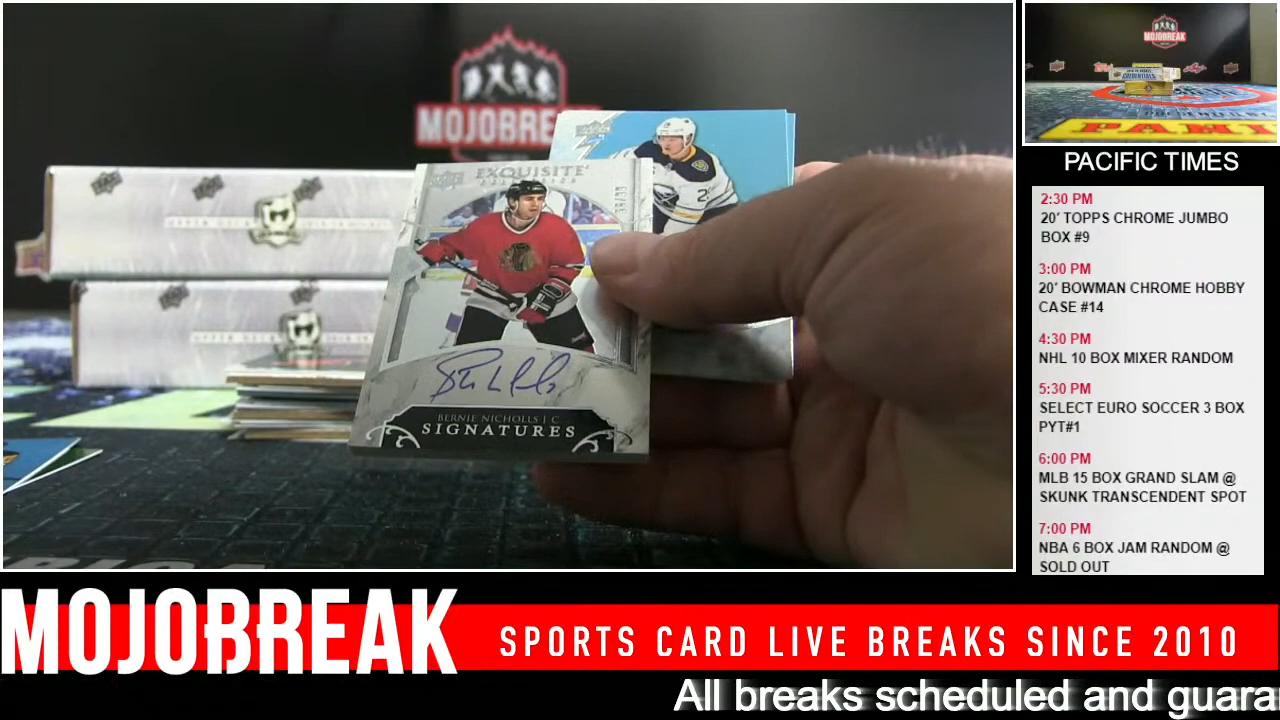 MOJOBREAK
MOJOBRE
EXQUISITE
COLLECTION
BERNIE NICHOLLS | C
SIGNATURES
PANI
PACIFIC TIMES
2:30 PM
20' TOPPS CHROME JUMBO
BOX #9
3:00 PM
20' BOWMAN CHROME HOBBY
CASE #14
4:30 PM
NHL 10 BOX MIXER RANDOM
5:30 PM
SELECT EURO SOCCER 3 BOX
PYT#1
6:00 PM
MLB 15 BOX GRAND SLAM @
SKUNK TRANSCENDENT SPOT
7:00 PM
NBA 6 BOX JAM RANDOM @
SOLD OUT
MOJOBREAK
SPORTS CARD LIVE BREAKS SINCE 2010
All breaks scheduled and guara